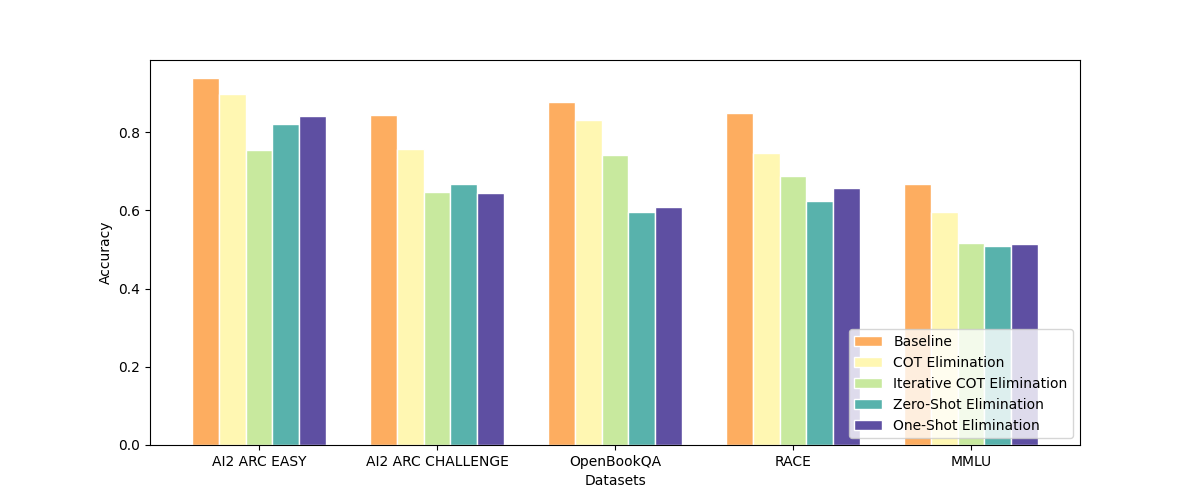 0.8
0.6
0.4
0.2
0.0
Accuracy
AI2 ARC EASY
AI2 ARC CHALLENGE
OpenBookQA
RACE
MMLU
Datasets
Baseline
COT Elimination
Iterative COT Elimination
Zero-Shot Elimination
One-Shot Elimination